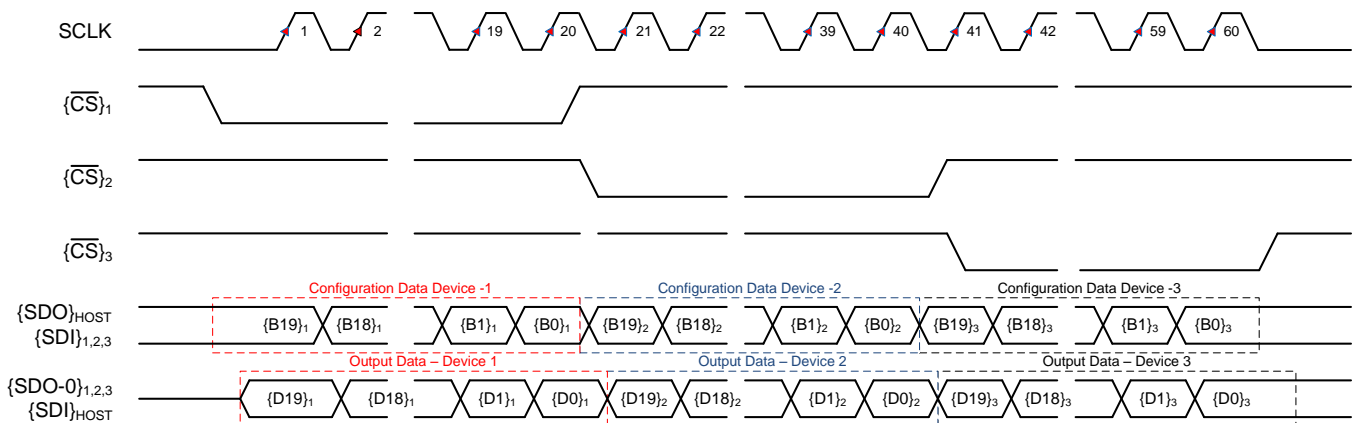 SCLK 1 2 19 20 21 22 39 40 41 42 59 60
{CS}1
{CS}2
{CS}3
Configuration Data Device -1 Configuration Data Device -2 Configuration Data Device -3
{SDO}HOST
{SDI}1,2,3
{B19}1 {B18}1 {B1}1 {B0}1 {B19}2 {B18}2 {B1}2 {B0}2 {B19}3 {B18}3 {B1}3 {B0}3
Output Data – Device 1 Output Data – Device 2 Output Data – Device 3
{SDO-0}1,2,3
{SDI}HOST
{D19}1 {D18}1 {D1}1 {D0}1 {D19}2 {D18}2 {D1}2 {D0}2 {D19}3 {D18}3 {D1}3 {D0}3